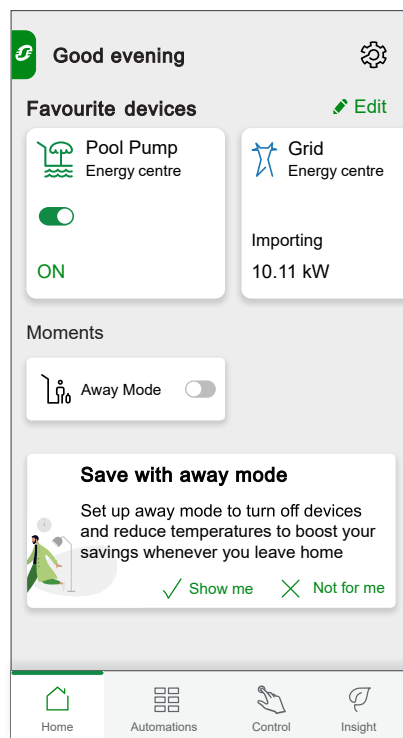 Good evening
Favourite devices
Edit
Pool Pump
Energy centre
ON
Grid
Energy centre
Importing
10.11 kW
Moments
Away Mode
Save with away mode
Set up away mode to turn off devices
and reduce temperatures to boost your
savings whenever you leave home
Show me
Not for me
Home
Automations
Control
Insight